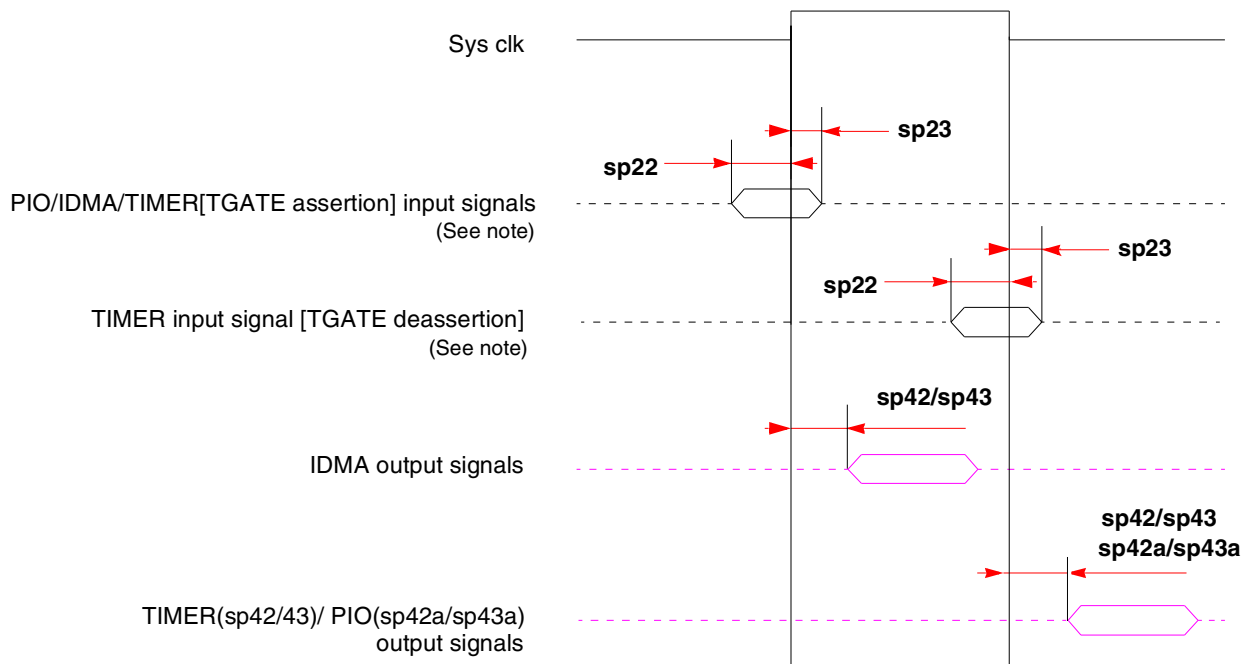 Sys clk
sp23
sp22
PIO/IDMA/TIMER[TGATE assertion] input signals
(See note)
sp23
sp22
TIMER input signal [TGATE deassertion]
(See note)
sp42/sp43
IDMA output signals
sp42/sp43
sp42a/sp43a
TIMER(sp42/43)/ PIO(sp42a/sp43a)
output signals